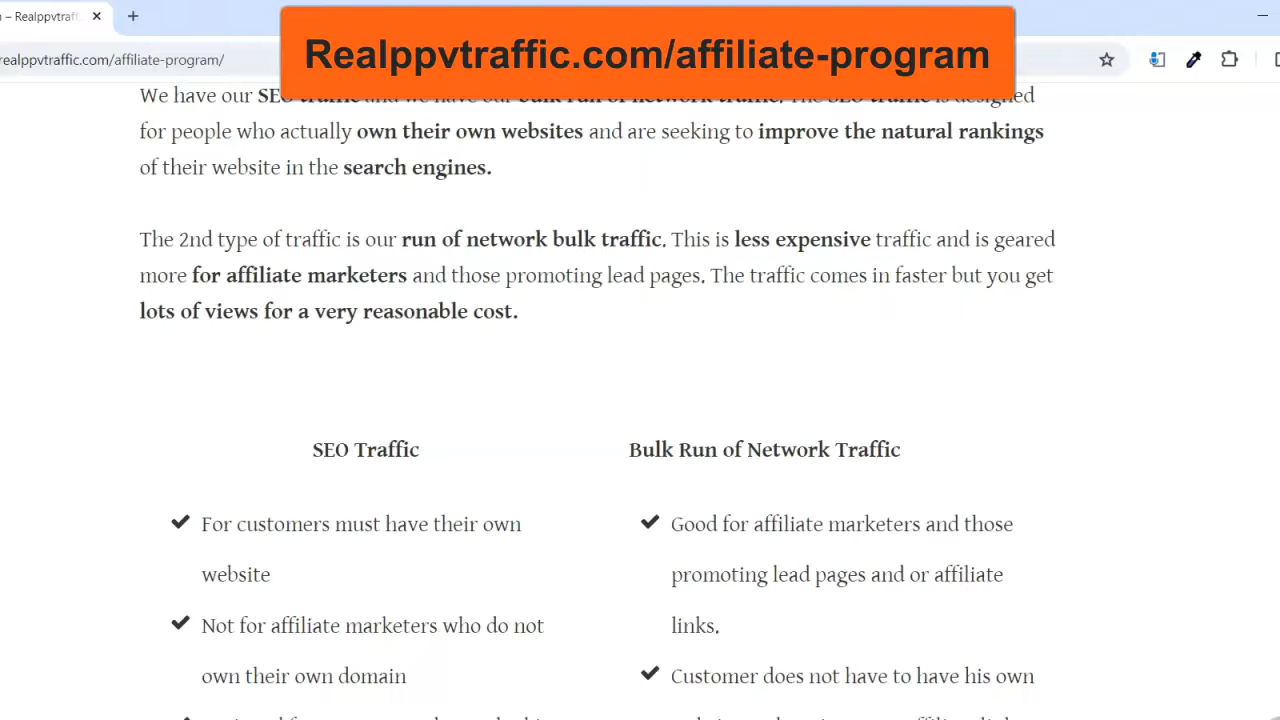 – Realppvtraff
Realppvtraffic.com/affiliate-program
realppvtraffic.com/affiliate-program/
We have our SEO traffic and we have our bulk run of network traffic. The SEO traffic is designed
for people who actually own their own websites and are seeking to improve the natural rankings
of their website in the search engines.
The 2nd type of traffic is our run of network bulk traffic. This is less expensive traffic and is geared
more for affiliate marketers and those promoting lead pages. The traffic comes in faster but you get
lots of views for a very reasonable cost.
SEO Traffic
Bulk Run of Network Traffic
For customers must have their own
website
Not for affiliate marketers who do not
own their own domain
Good for affiliate marketers and those
promoting lead pages and or affiliate
links.
Customer does not have to have his own